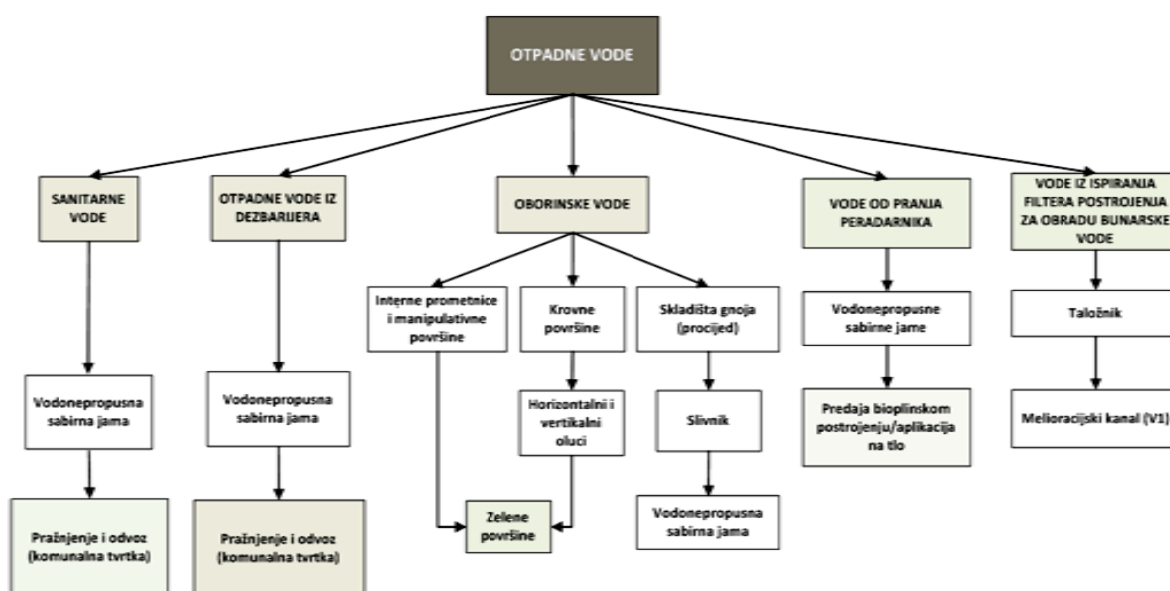 OTPADNE VODE
SANITARNE
VODE
OTPADNE VODE IZ
DEZBARIJERA
OBORINSKE VODE
VODE OD PRANJA
PERADARNIKA
VODE IZ ISPIRANJA
FILTERA POSTROJENJA
ZA OBRADU BUNARSKE
VODE
Interne prometnice
i manipulativne
površine
Krovne
površine
Skladišta gnoja
(procijed)
Vodonepropusne
sabirne jame
Taložnik
Vodonepropusna
sabirna jama
Vodonepropusna
sabirna jama
Horizontalni i
vertikalni
oluci
Slivnik
Predaja bioplinskom
postrojenju/aplikacija
na tlo
Melioracijski kanal (V1)
Pražnjenje i odvoz
(komunalna tvrtka)
Pražnjenje i odvoz
(komunalna tvrtka)
Zelene
površine
Vodonepropusna
sabirna jama